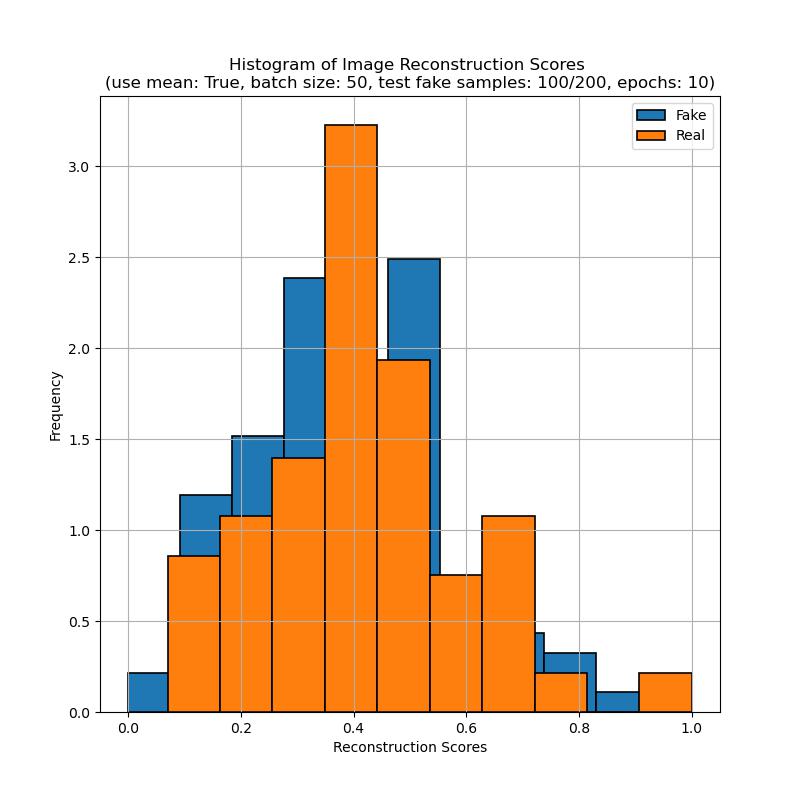 Histogram of Image Reconstruction Scores
(use mean: True, batch size: 50, test fake samples: 100/200, epochs: 10)
Fake
Real
3.0
2.5
2.0
1.5
1.0
0.5
0.0
Frequency
0.0 0.2 0.4 0.6 0.8 1.0
Reconstruction Scores